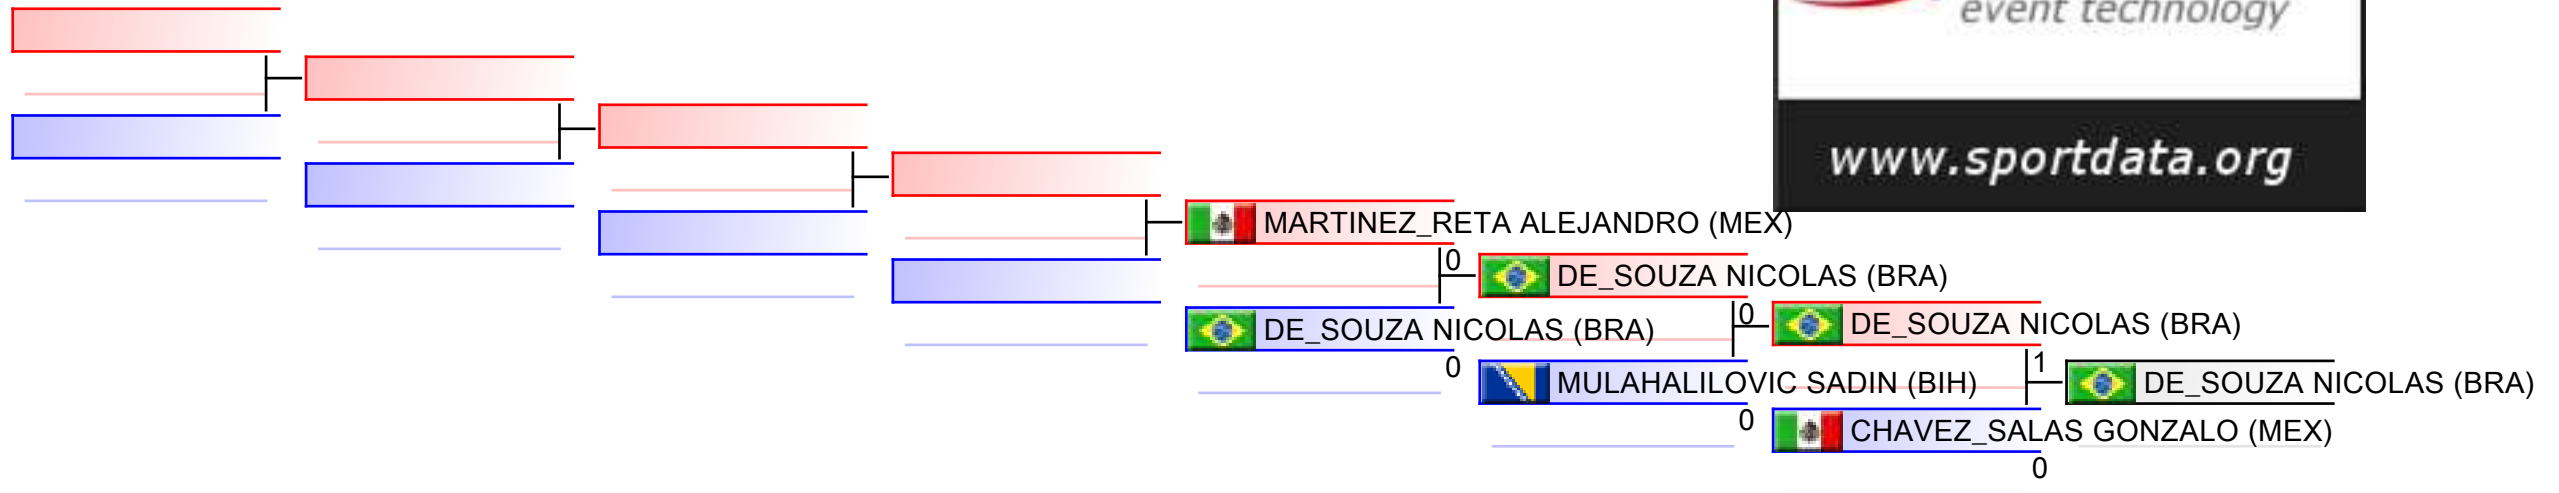 event technology
www.sportdata.org
MARTINEZ_RETA ALEJANDRO (MEX)
0
DE_SOUZA NICOLAS (BRA)
DE_SOUZA NICOLAS (BRA)
0
0
DE_SOUZA NICOLAS (BRA)
MULAHALILOVIC SADIN (BIH)
0
1
DE_SOUZA NICOLAS (BRA)
CHAVEZ_SALAS GONZALO (MEX)
0